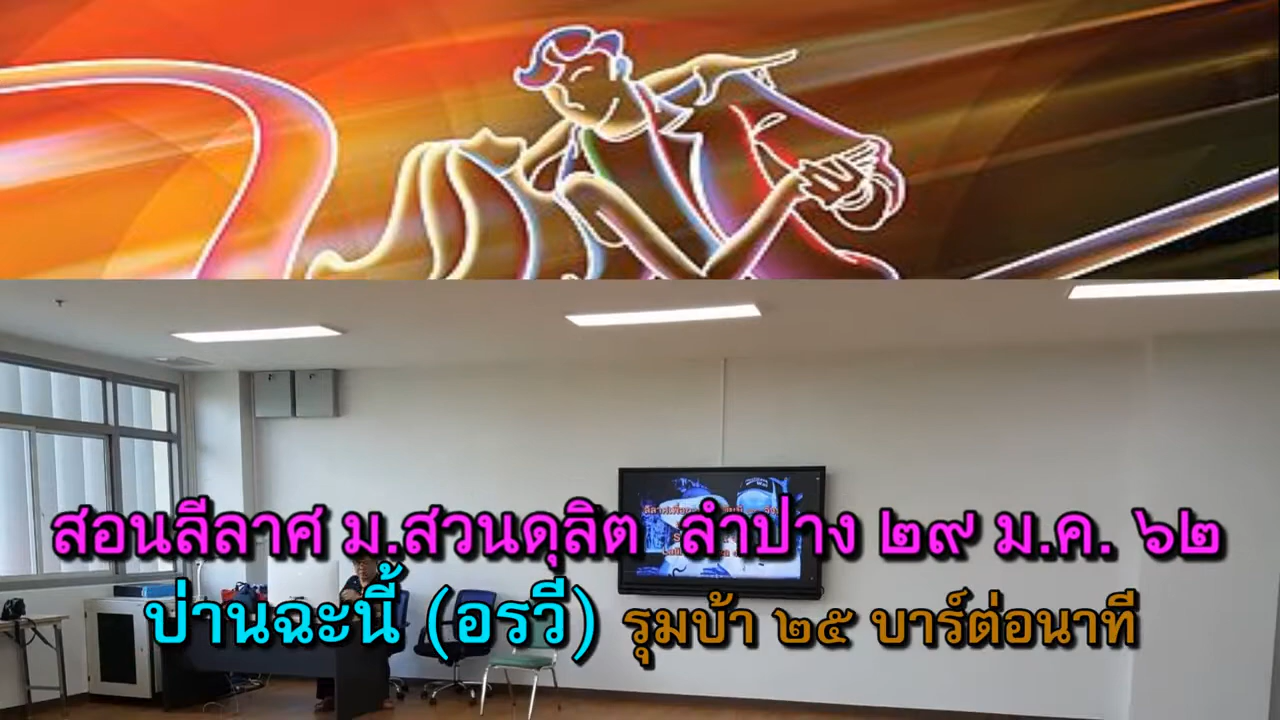 สอนลีลาศ ม.สวนดุสิต ลำปาง ๒๙ ม.ค. ๖๒
ป่านฉะนี้ (อรวี) รุมบ้า ๒๕ บาร์ต่อนาที